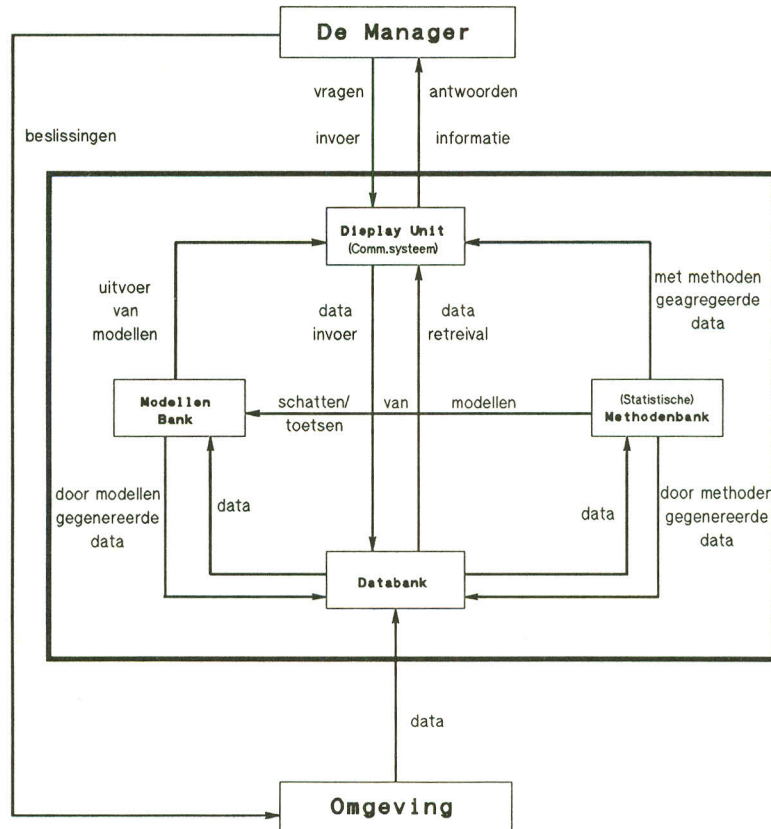 De Manager
vragen
antwoorden
beslissingen
invoer
informatie
Display Unit
(Comm.systeem)
uitvoer
van
modellen
data
invoer
data
retreival
met methoden
geagregeerde
data
Modellen
Bank
schatten/
toetsen
van
modellen
(Statistische)
Methodenbank
door modellen
gegenereerde
data
data
data
door methoden
gegenereerde
data
Databank
data
Omgeving